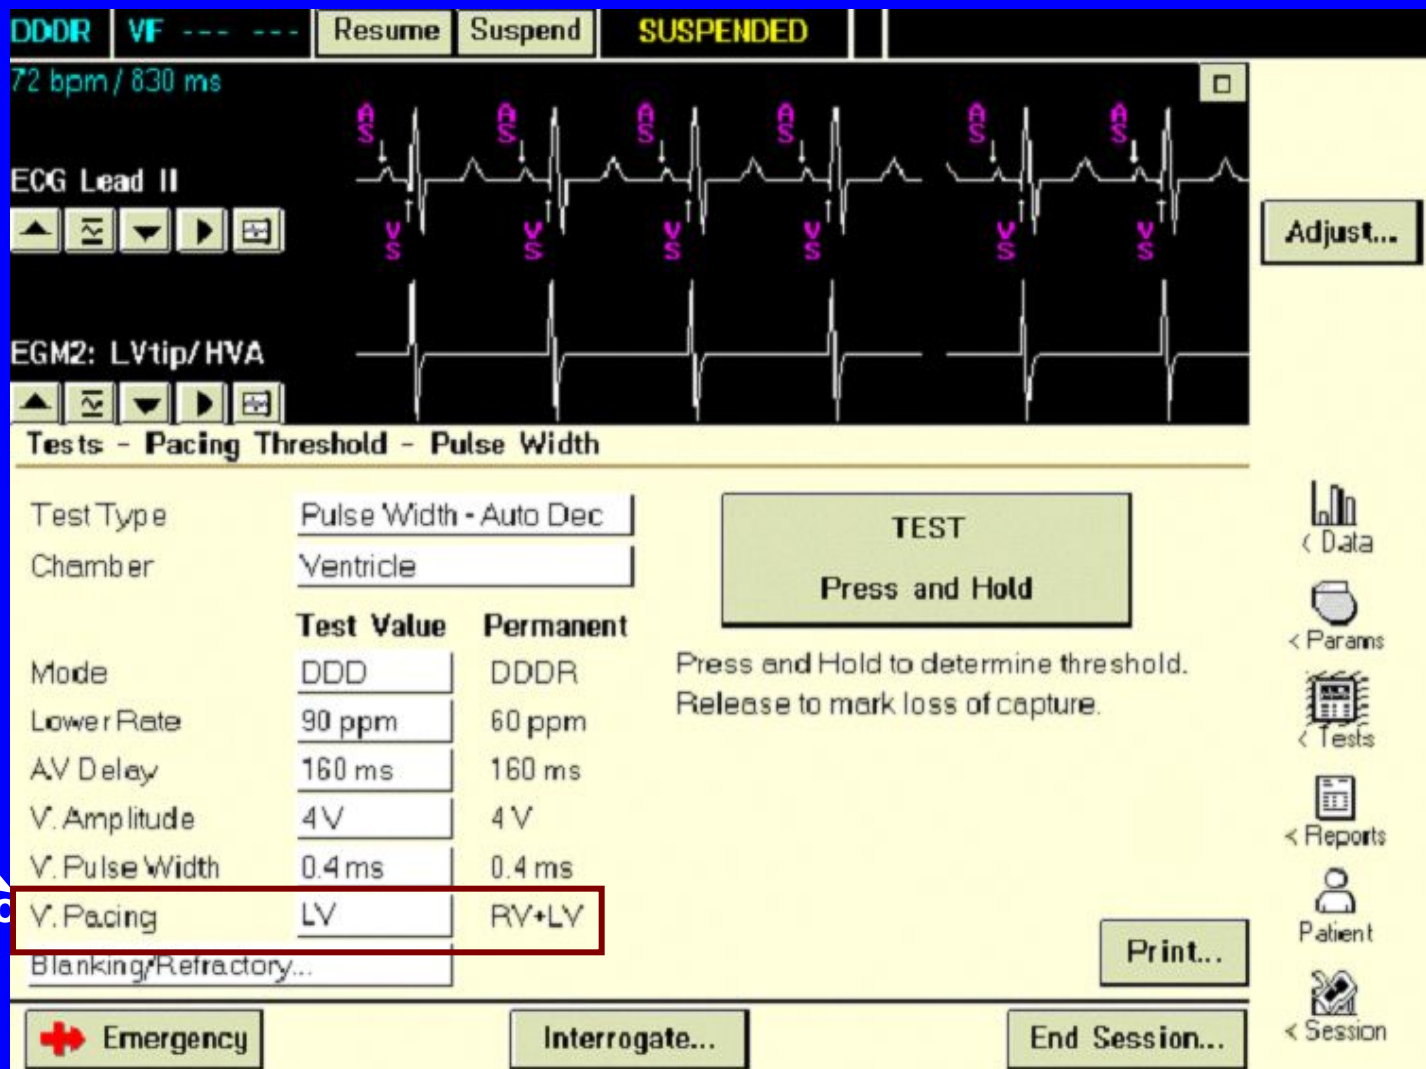 DDDR VF --- --- Resume Suspend SUSPENDED
72 bpm / 830 ms
AS AS AS AS AS AS
ECG Lead II
VS VS VS VS VS VS
Adjust...
EGM2: LVtip/HVA
Tests - Pacing Threshold - Pulse Width
Test Type Pulse Width - Auto Dec
Chamber Ventricle
TEST
Press and Hold
Test Value Permanent
Mode DDD DDDR
Lower Rate 90 ppm 60 ppm
AV Delay 160 ms 160 ms
V. Amplitude 4 V 4 V
V. Pulse Width 0.4 ms 0.4 ms
V. Pacing LV RV+LV
Blanking/Refractory...
Press and Hold to determine threshold.
Release to mark loss of capture.
< Data
< Params
< Tests
< Reports
Patient
< Session
Print...
Emergency Interrogate... End Session...